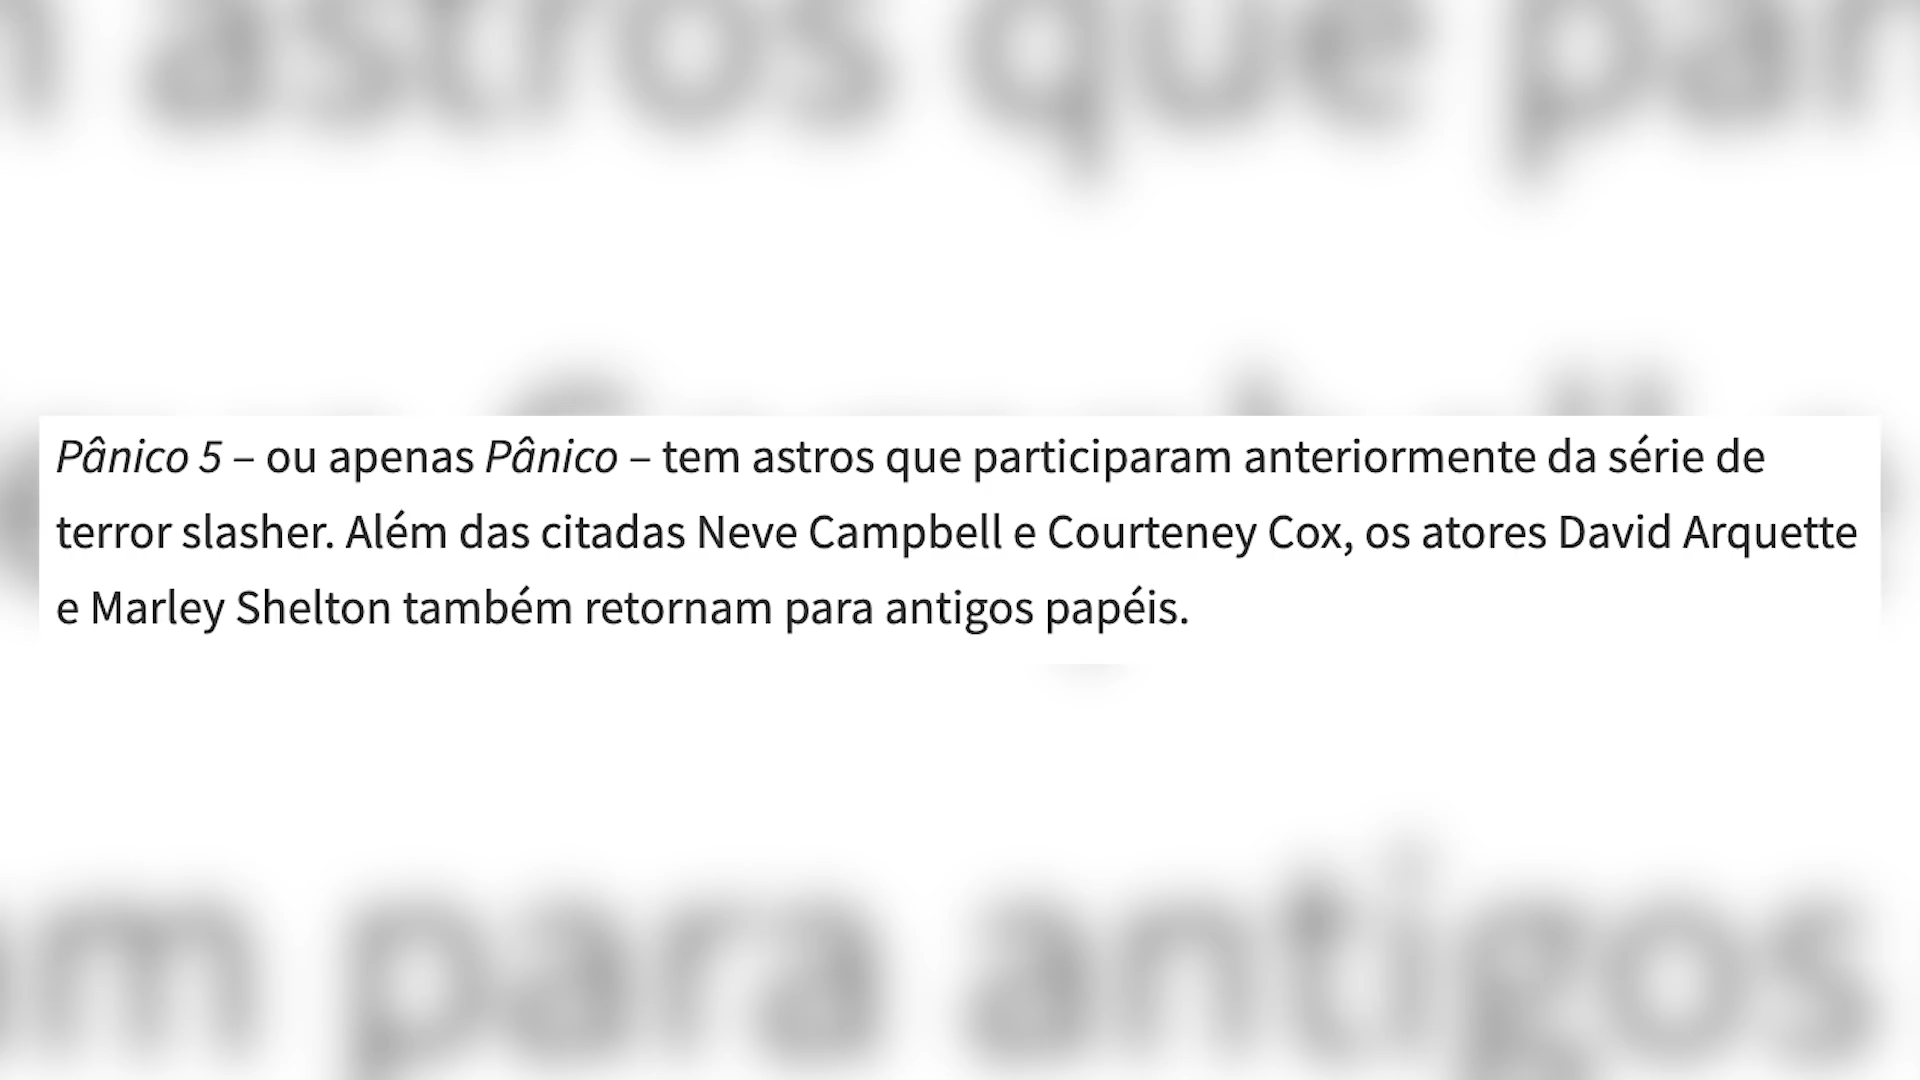 Pânico 5 – ou apenas Pânico – tem astros que participaram anteriormente da série de
terror slasher. Além das citadas Neve Campbell e Courteney Cox, os atores David Arquette
e Marley Shelton também retornam para antigos papéis.